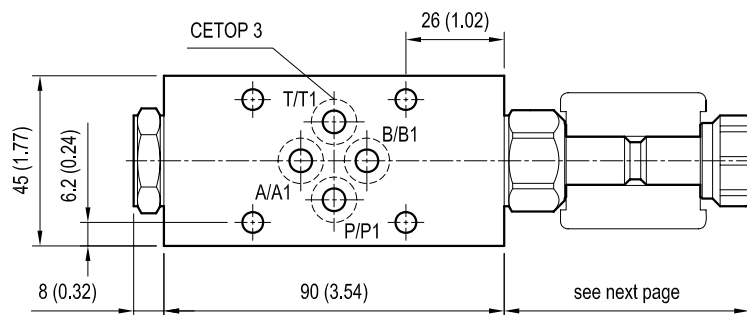 CETOP 3
26 (1.02)
T/T1
B/B1
45 (1.77)
6.2 (0.24)
A/A1
P/P1
8 (0.32)
90 (3.54)
see next page